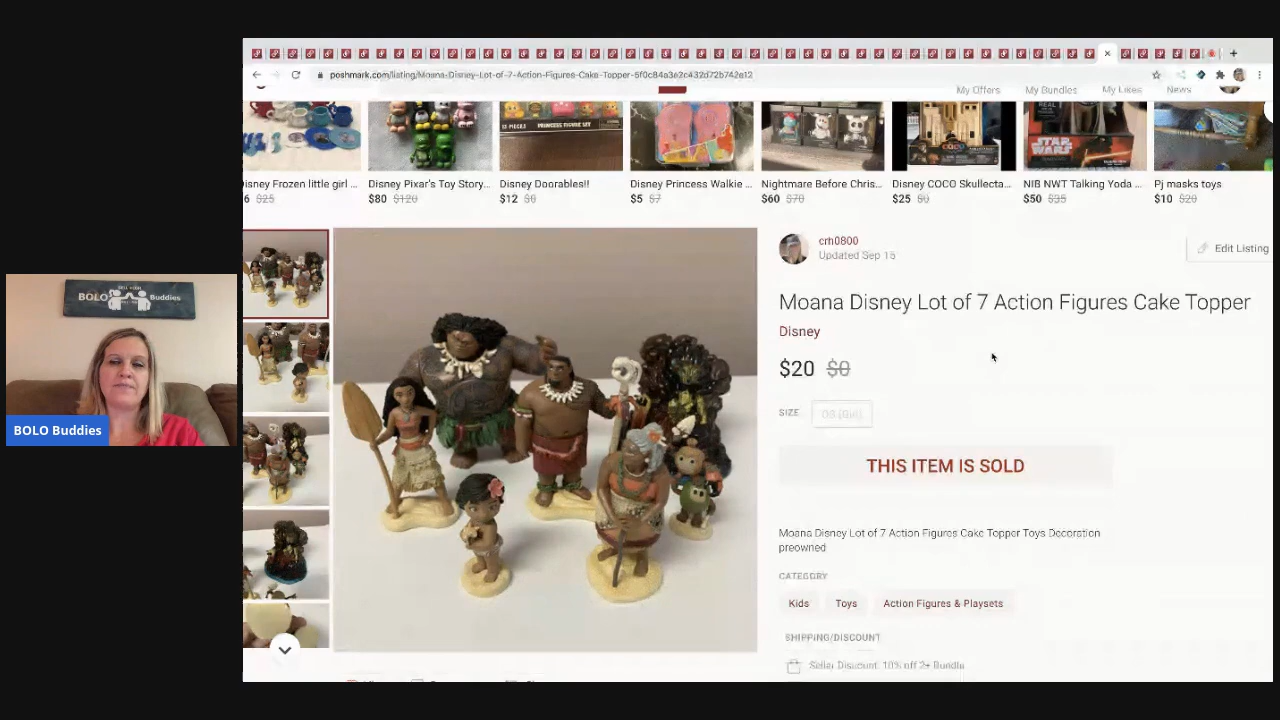 poshmark.com/listing/Moana-Disney-Lot-of-7-Action-Figures-Cake-Topper-5f0c84a3e2c432d72b742e12
My Offers
My Bundles
My Likes
News
Disney Frozen little girl ...
6 $25
Disney Pixar's Toy Story...
$80 $120
Disney Doorables!!
$12 $0
Disney Princess Walkie ...
$5 $7
Nightmare Before Chris...
$60 $70
Disney COCO Skullecta...
$25 $0
NIB NWT Talking Yoda ...
$50 $35
Pj masks toys
$10 $20
crh0800
Updated Sep 15
Edit Listing
Moana Disney Lot of 7 Action Figures Cake Topper
Disney
$20 $0
SIZE
THIS ITEM IS SOLD
Moana Disney Lot of 7 Action Figures Cake Topper Toys Decoration
preowned
CATEGORY
Kids
Toys
Action Figures & Playsets
SHIPPING/DISCOUNT
Seller Discount: 10% off 2+ Bundle
BOLO Buddies
BOLO Buddies
STAR WARS